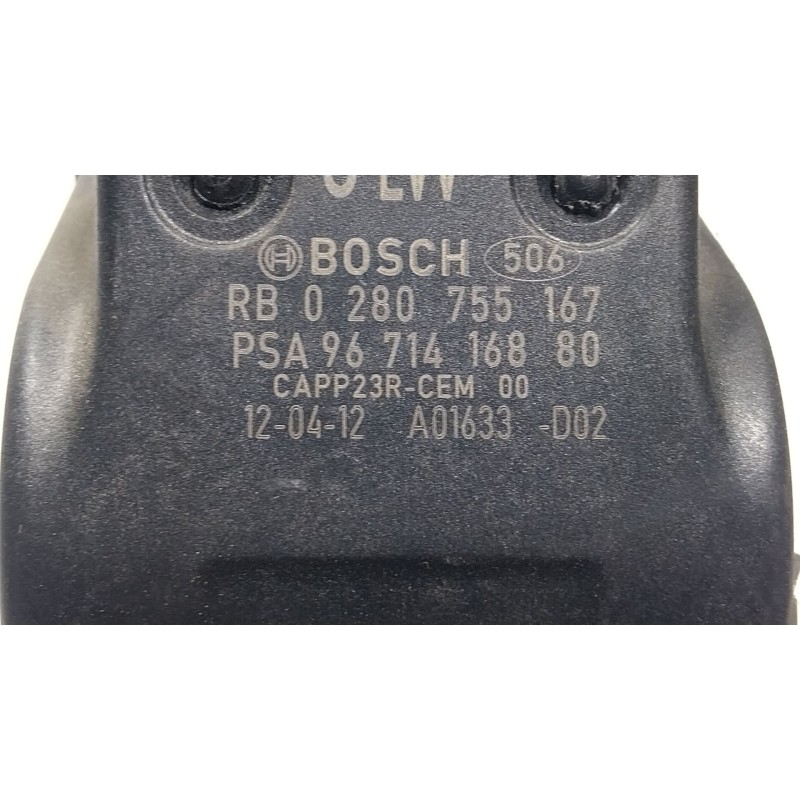 BOSCH 506
RB 0 280 755 167
PSA 96 714 168 80
CAPP23R-CEM 00
12-04-12 A01633 -D02